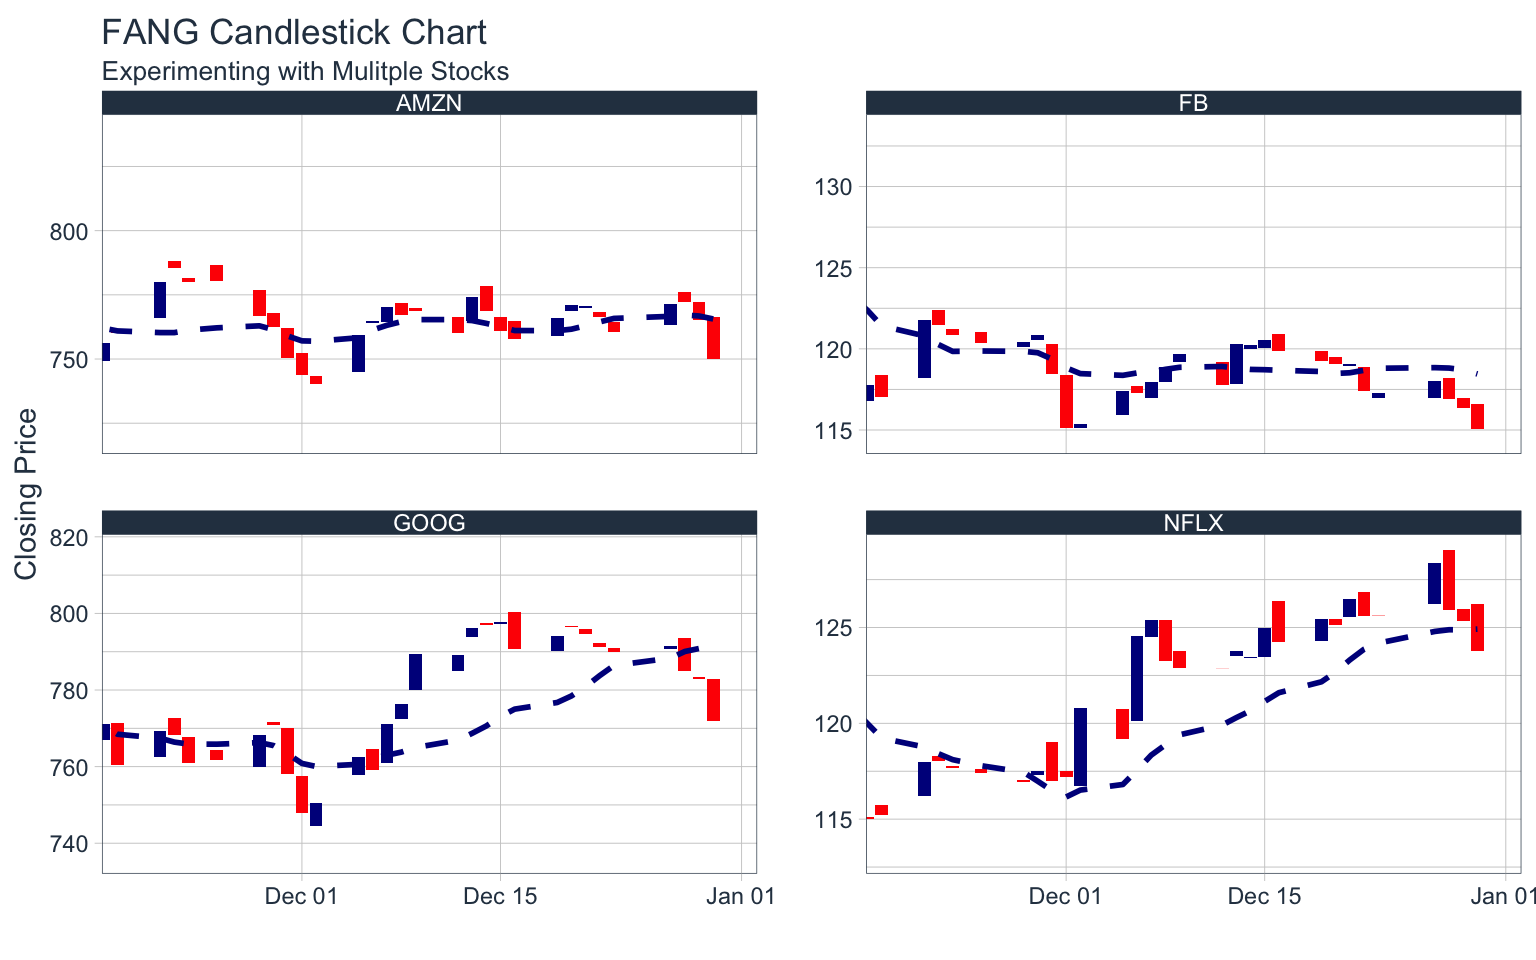 FANG Candlestick Chart
Experimenting with Mulitple Stocks
AMZN
FB
800
750
130
125
120
115
Closing Price
GOOG
NFLX
820
800
780
760
740
125
120
115
Dec 01
Dec 15
Jan 01
Dec 01
Dec 15
Jan 01